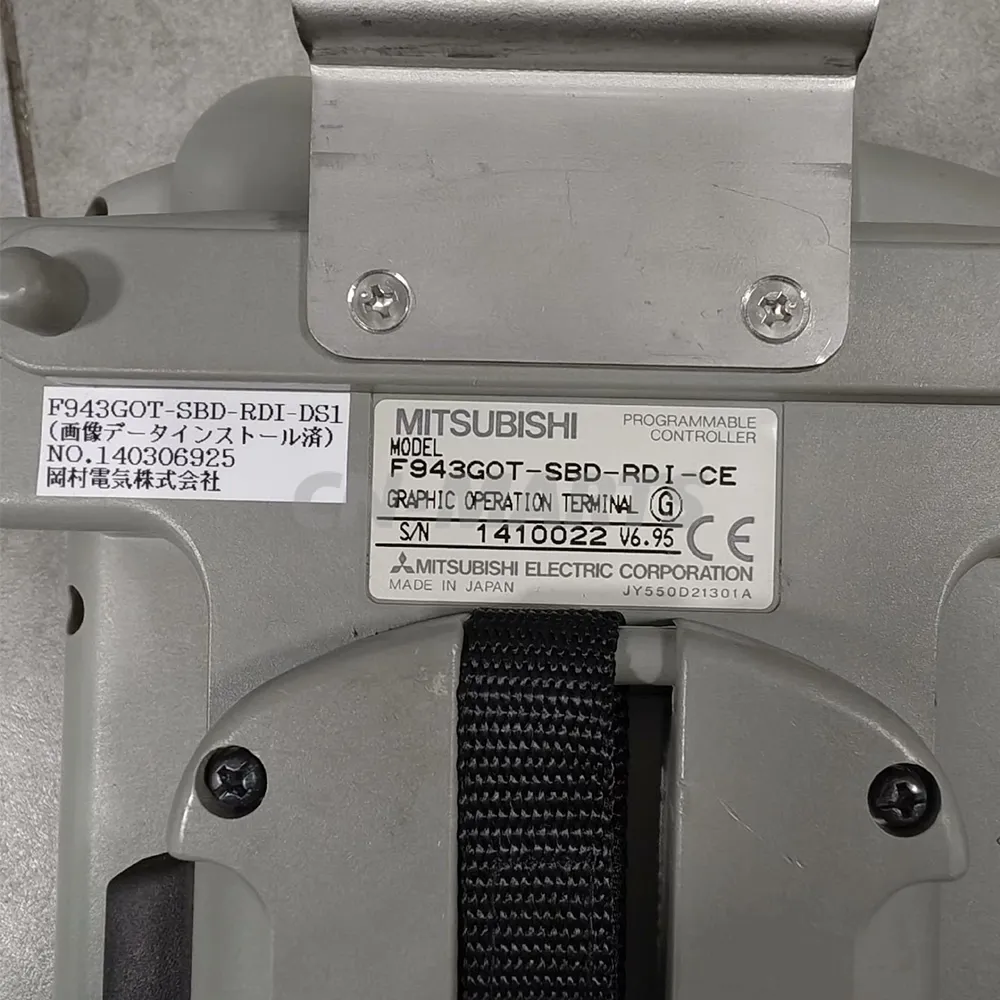 F943GOT-SBD-RDI-DS1
(画像データインストール済)
NO.140306925
岡村電気株式会社
MITSUBISHI
PROGRAMMABLE
CONTROLLER
MODEL
F943GOT-SBD-RDI-CE
GRAPHIC OPERATION TERMINAL G
S/N 1410022 V6.95
CE
MITSUBISHI ELECTRIC CORPORATION
MADE IN JAPAN JY550D21301A